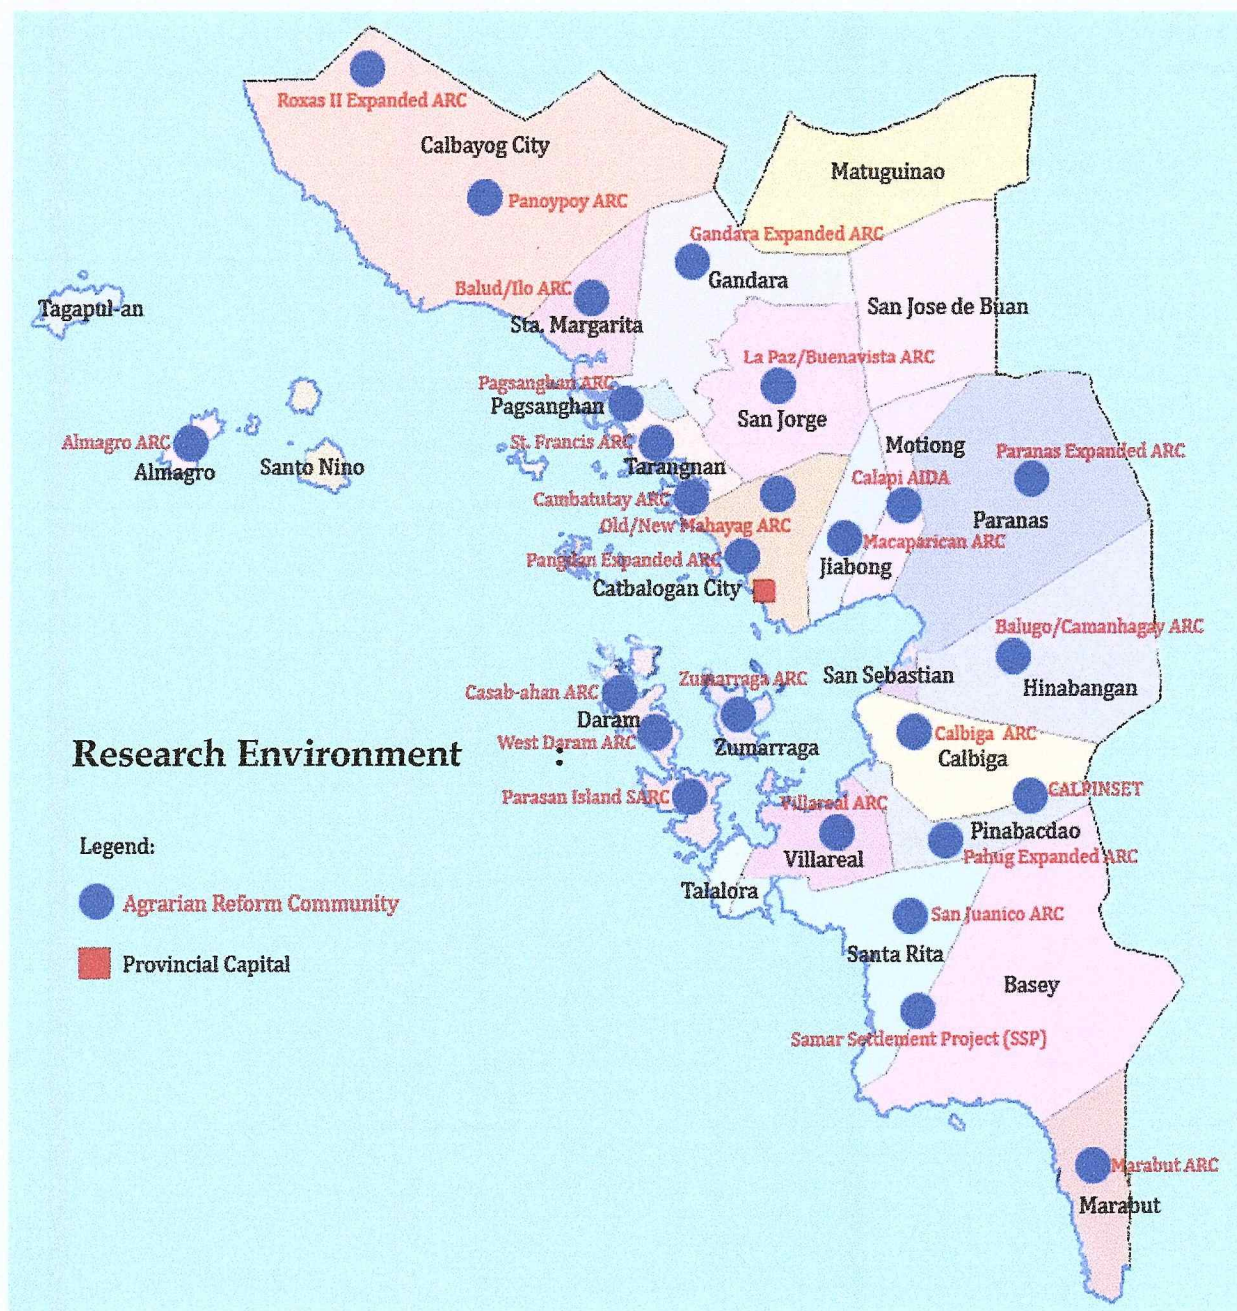 Roxas II Expanded ARC
Calbayog City
Matuguinao
Panoypoy ARC
Gandara Expanded ARC
Gandara
Balud/Ilo ARC
Sta. Margarita
San Jose de Buan
Tagapul-an
La Paz/Buenavista ARC
San Jorge
Pagsanghan ARC
Pagsanghan
Almagro ARC
Almagro
Santo Nino
St. Francis ARC
Tarangnan
Motiong
Paranas Expanded ARC
Calapi AIDA
Paranas
Cambatutay ARC
Old/New Mahayag ARC
Macaparican ARC
Jiabong
Pangdan Expanded ARC
Catbalogan City
Balugo/Camanhagay ARC
Hinabangan
San Sebastian
Casab-ahan ARC
Zumarraga ARC
Daram
West Daram ARC
Zumarraga
Calbiga ARC
Calbiga
Research Environment :
Parasan Island SARC
CALPINSET
Villareal ARC
Villareal
Pinabacdao
Pahug Expanded ARC
Legend:
Talalora
Agrarian Reform Community
San Juanico ARC
Santa Rita
Provincial Capital
Basey
Samar Settlement Project (SSP)
Marabut ARC
Marabut